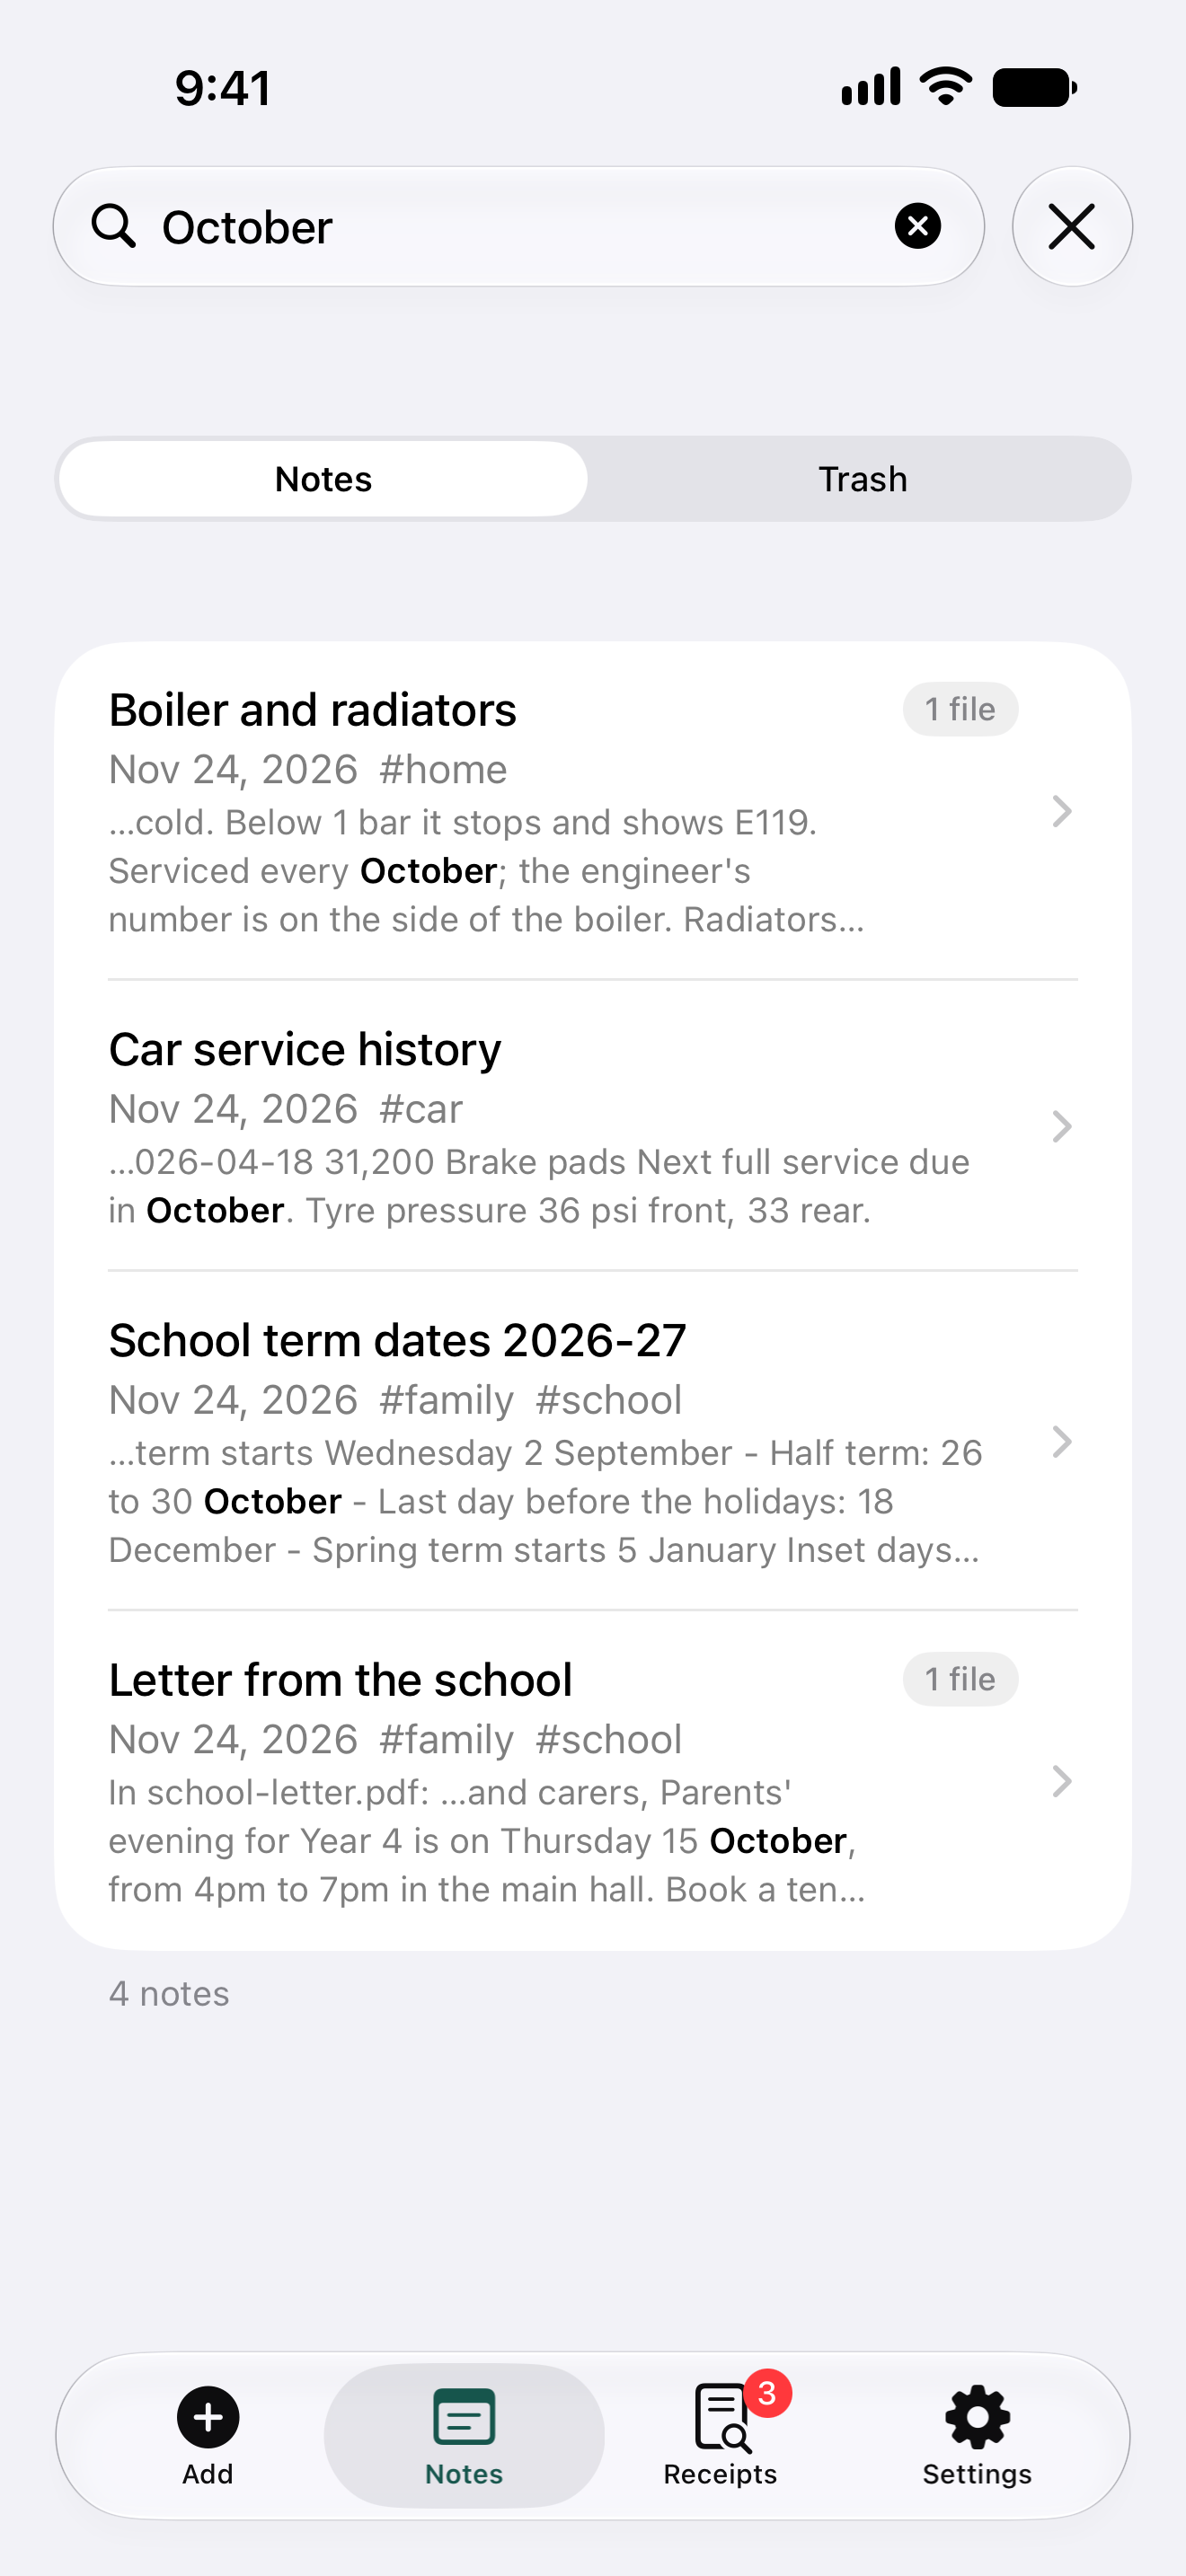 9:41
October
Notes
Trash
Boiler and radiators
1 file
Nov 24, 2026 #home
...cold. Below 1 bar it stops and shows E119.
Serviced every October; the engineer's
number is on the side of the boiler. Radiators...
Car service history
Nov 24, 2026 #car
...026-04-18 31,200 Brake pads Next full service due
in October. Tyre pressure 36 psi front, 33 rear.
School term dates 2026-27
Nov 24, 2026 #family #school
...term starts Wednesday 2 September - Half term: 26
to 30 October - Last day before the holidays: 18
December - Spring term starts 5 January Inset days...
Letter from the school
1 file
Nov 24, 2026 #family #school
In school-letter.pdf: ...and carers, Parents'
evening for Year 4 is on Thursday 15 October,
from 4pm to 7pm in the main hall. Book a ten...
4 notes
3
Add
Notes
Receipts
Settings